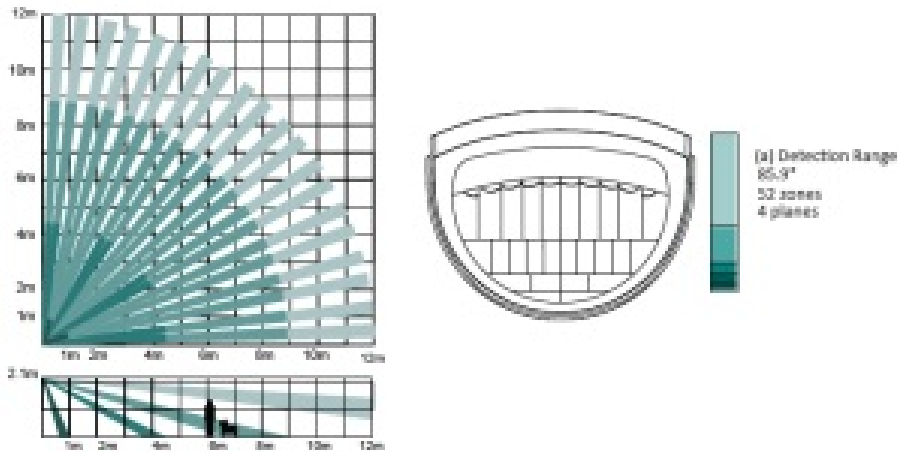 12m
10m
8m
6m
4m
2m
1m
1m 2m 4m 6m 8m 10m 12m
[a] Detection Range
85.9°
52 zones
4 planes
2.1m
1m 2m 4m 6m 8m 10m 12m